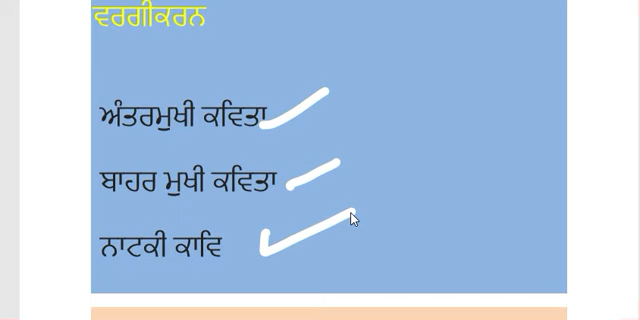 ਵਰਗੀਕਰਨ
ਅੰਤਰਮੁਖੀ ਕਵਿਤਾ
ਬਾਹਰ ਮੁਖੀ ਕਵਿਤਾ
ਨਾਟਕੀ ਕਾਵਿ